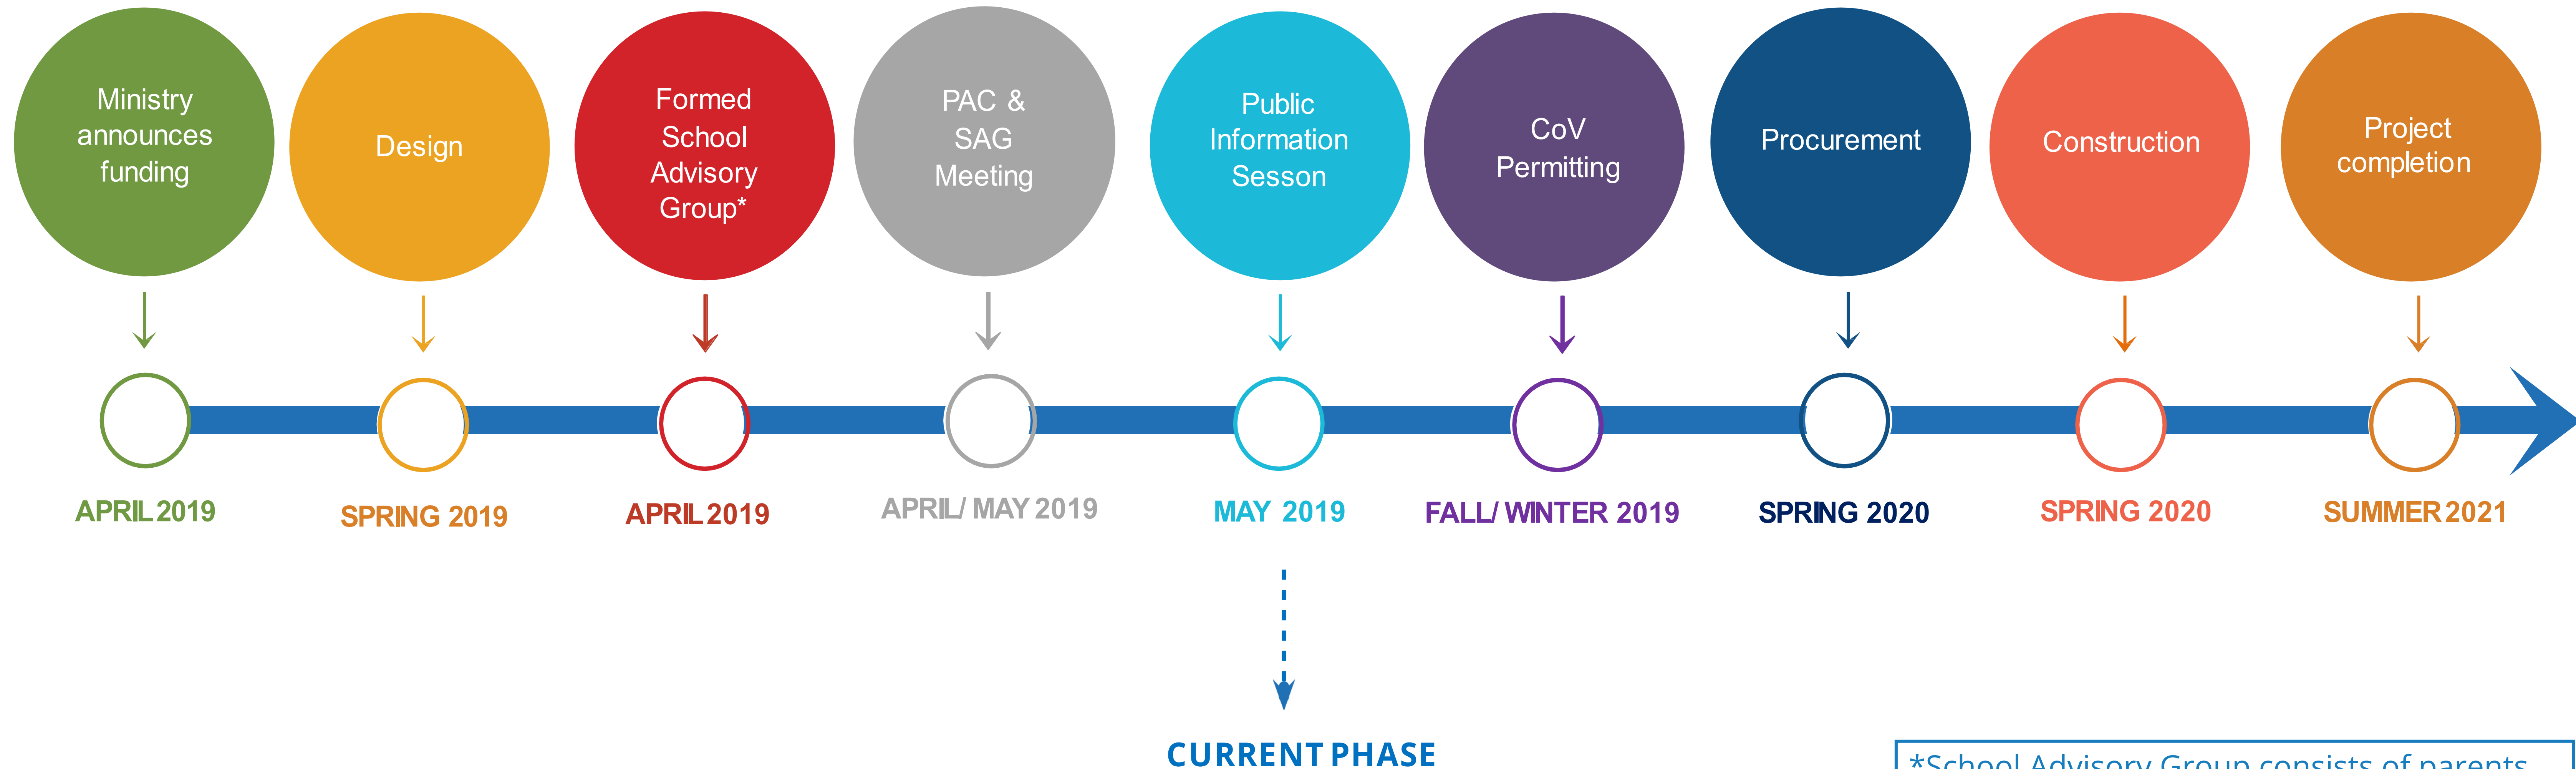 Ministry
announces
funding
Design
Formed
School
Advisory
Group*
PAC &
SAG
Meeting
Public
Information
Sesson
CoV
Permitting
Procurement
Construction
Project
completion
APRIL 2019
SPRING 2019
APRIL 2019
APRIL/ MAY 2019
MAY 2019
FALL/ WINTER 2019
SPRING 2020
SPRING 2020
SUMMER 2021
CURRENT PHASE
*School Advisory Group consists of parents